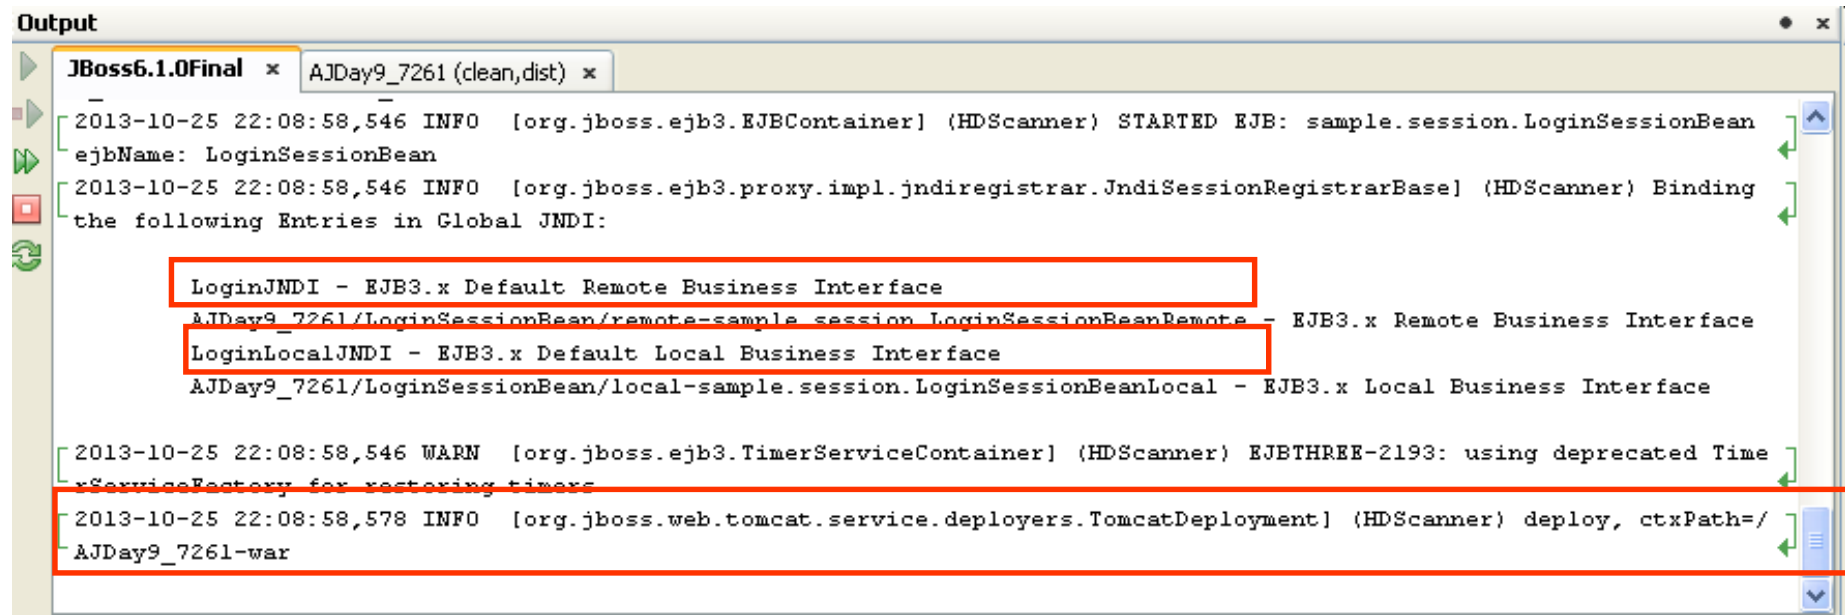 Output
JBoss6.1.0Final x AJDay9_7261 (clean,dist) x
2013-10-25 22:08:58,546 INFO [org.jboss.ejb3.EJBContainer] (HDScanner) STARTED EJB: sample.session.LoginSessionBean
ejbName: LoginSessionBean
2013-10-25 22:08:58,546 INFO [org.jboss.ejb3.proxy.impl.jndiregistrar.JndiSessionRegistrarBase] (HDScanner) Binding
the following Entries in Global JNDI:
LoginJNDI - EJB3.x Default Remote Business Interface
AJDay9_7261/LoginSessionBean/remote-sample.session.LoginSessionBeanRemote - EJB3.x Remote Business Interface
LoginLocalJNDI - EJB3.x Default Local Business Interface
AJDay9_7261/LoginSessionBean/local-sample.session.LoginSessionBeanLocal - EJB3.x Local Business Interface
2013-10-25 22:08:58,546 WARN [org.jboss.ejb3.TimerServiceContainer] (HDScanner) EJBTHREE-2193: using deprecated Time
rServiceFactory for restoring timers
2013-10-25 22:08:58,578 INFO [org.jboss.web.tomcat.service.deployers.TomcatDeployment] (HDScanner) deploy, ctxPath=/
AJDay9_7261-war